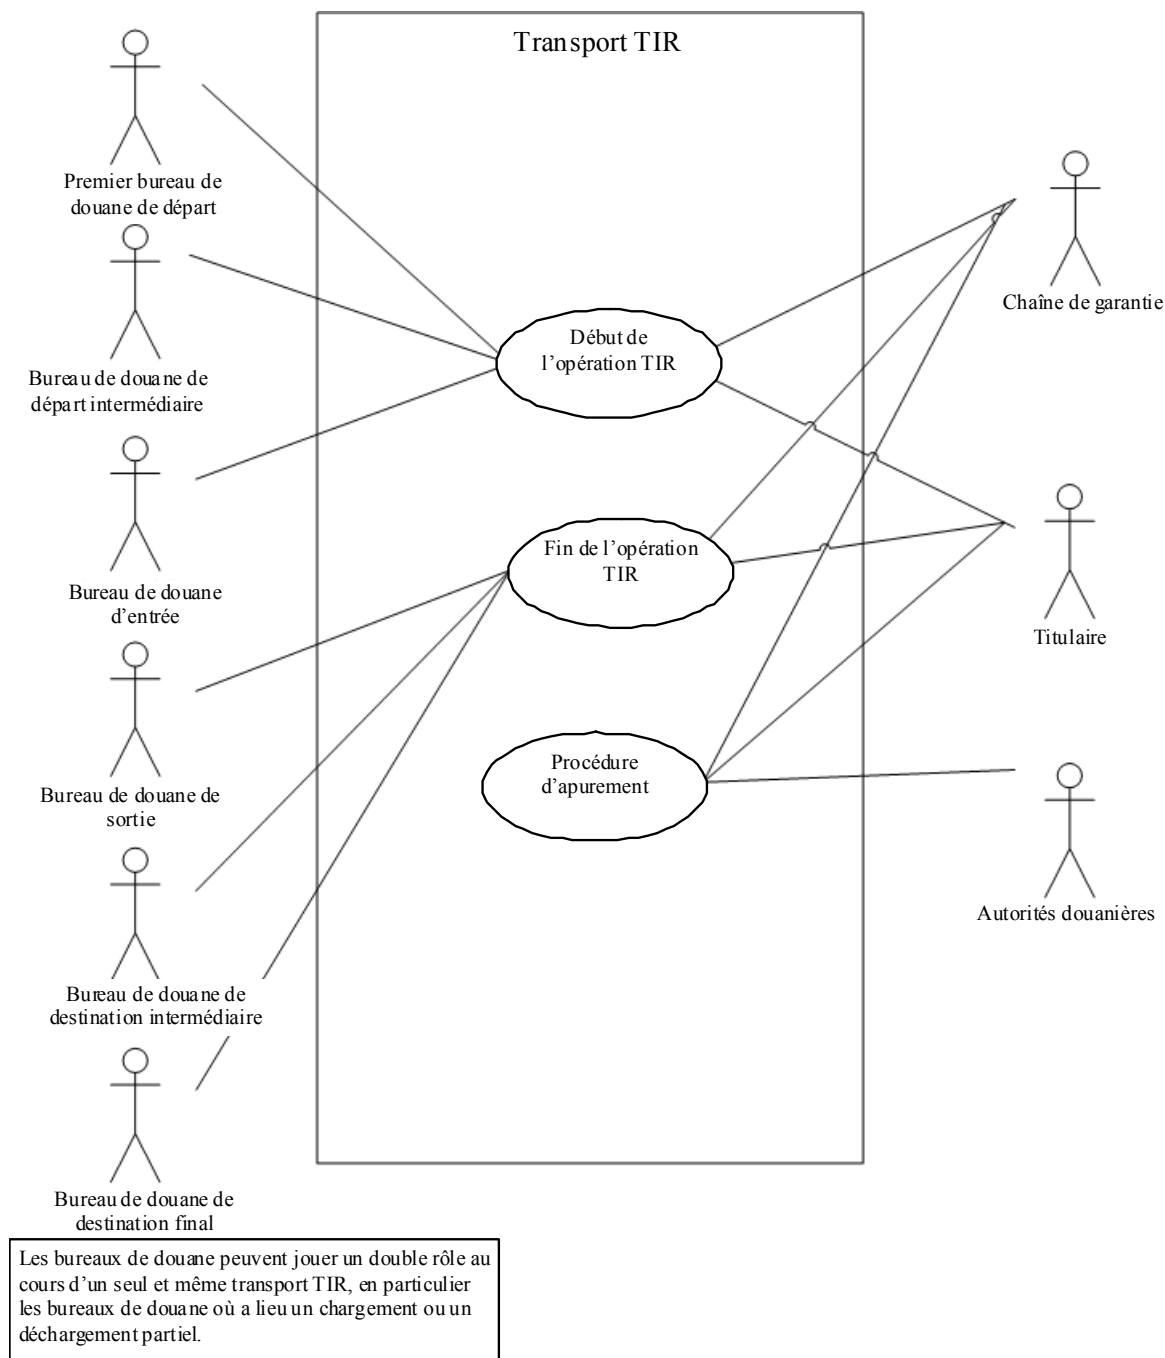 Transport TIR
Premier bureau de
douane de départ
Bureau de douane de
départ intermédiaire
Bureau de douane
d'entrée
Bureau de douane de
sortie
Bureau de douane de
destination intermédiaire
Bureau de douane de
destination final
Début de
l'opération TIR
Fin de l'opération
TIR
Procédure
d'apurement
Chaîne de garantie
Titulaire
Autorités douanières
Les bureaux de douane peuvent jouer un double rôle au
cours d'un seul et même transport TIR, en particulier
les bureaux de douane où a lieu un chargement ou un
déchargement partiel.